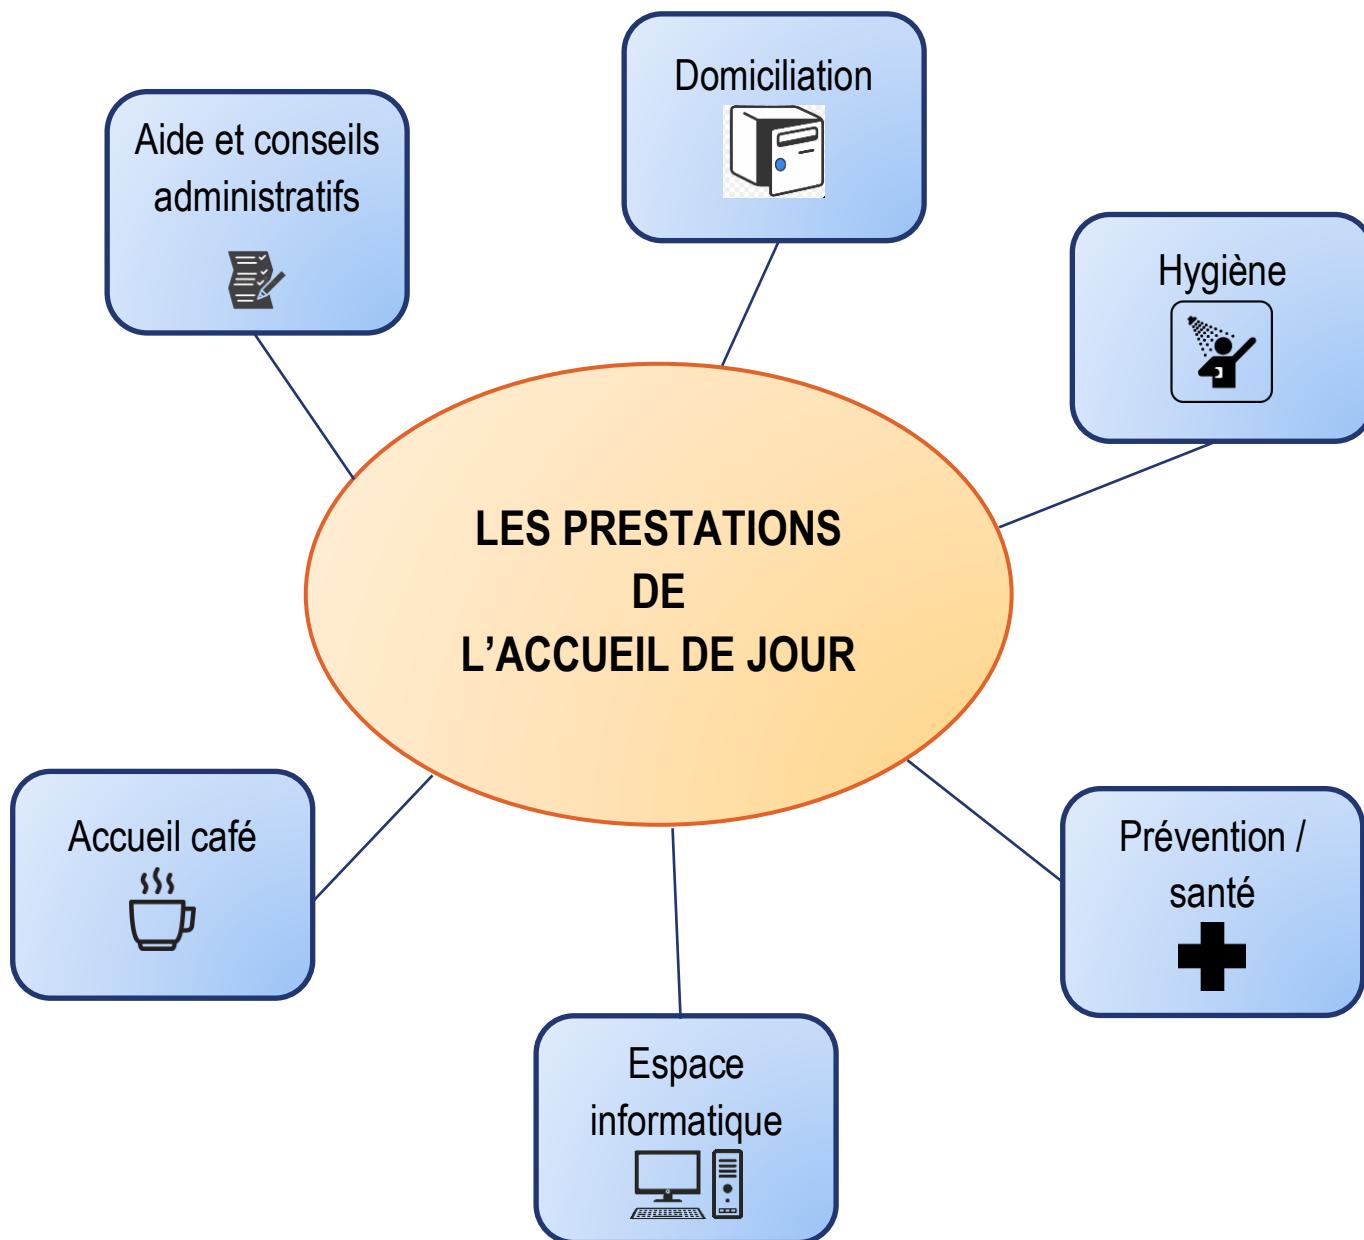 Domiciliation
Aide et conseils
administratifs
Hygiène
LES PRESTATIONS
DE
L’ACCUEIL DE JOUR
Accueil café
Prévention /
santé
Espace
informatique